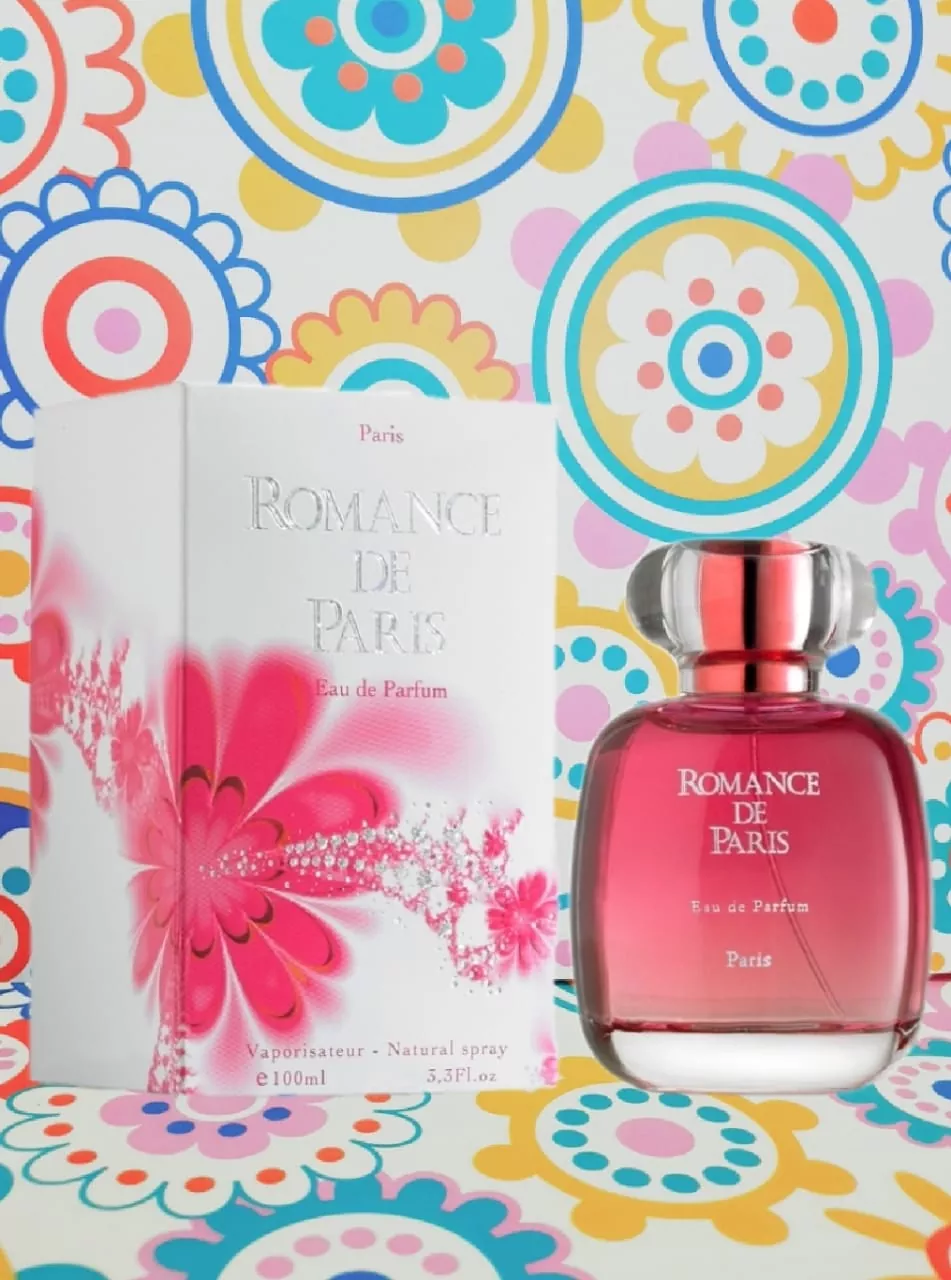 Paris
ROMANCE
DE
PARIS
Eau de Parfum
Vaporisateur - Natural spray
e100ml 3,3Fl.oz
ROMANCE
DE
PARIS
Eau de Parfum
Paris